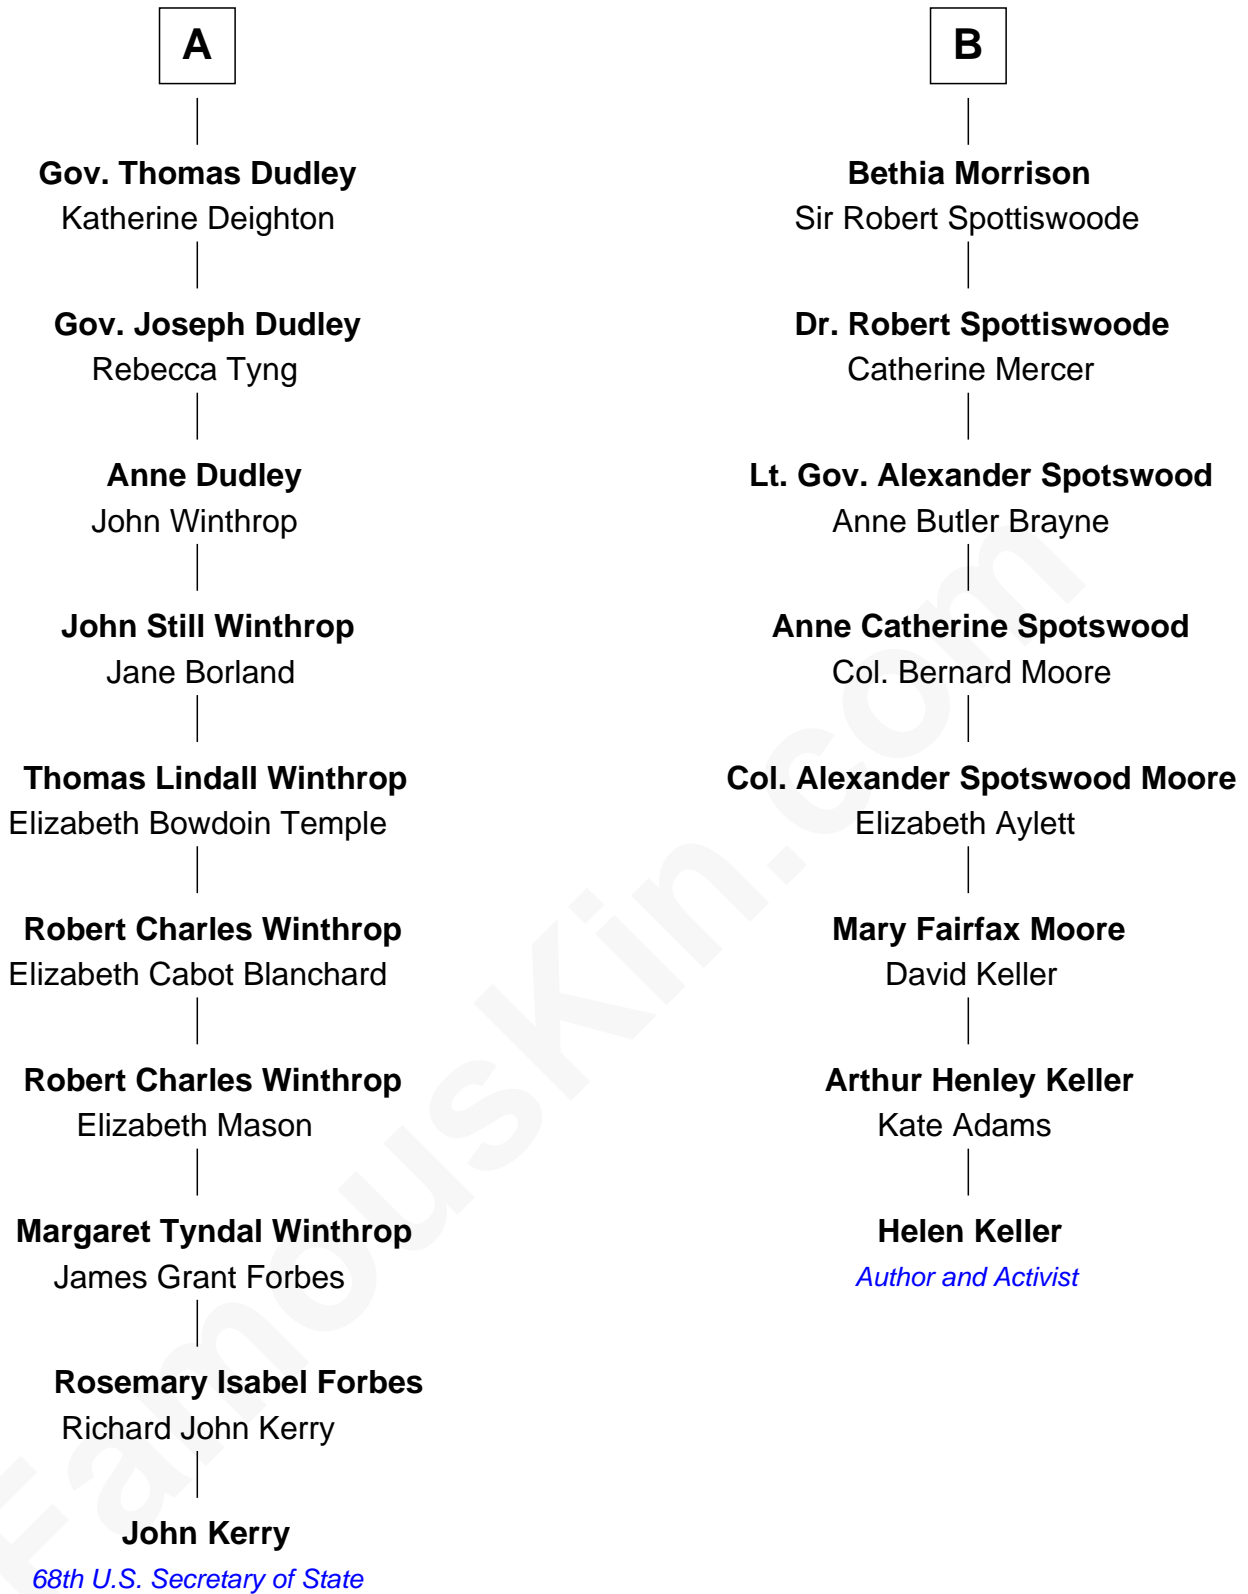 A
Gov. Thomas Dudley
Katherine Deighton
Gov. Joseph Dudley
Rebecca Tyng
Anne Dudley
John Winthrop
John Still Winthrop
Jane Borland
Thomas Lindall Winthrop
Elizabeth Bowdoin Temple
Robert Charles Winthrop
Elizabeth Cabot Blanchard
Robert Charles Winthrop
Elizabeth Mason
Margaret Tyndal Winthrop
James Grant Forbes
Rosemary Isabel Forbes
Richard John Kerry
John Kerry
68th U.S. Secretary of State
B
Bethia Morrison
Sir Robert Spottiswoode
Dr. Robert Spottiswoode
Catherine Mercer
Lt. Gov. Alexander Spotswood
Anne Butler Brayne
Anne Catherine Spotswood
Col. Bernard Moore
Col. Alexander Spotswood Moore
Elizabeth Aylett
Mary Fairfax Moore
David Keller
Arthur Henley Keller
Kate Adams
Helen Keller
Author and Activist
FamousKin.com